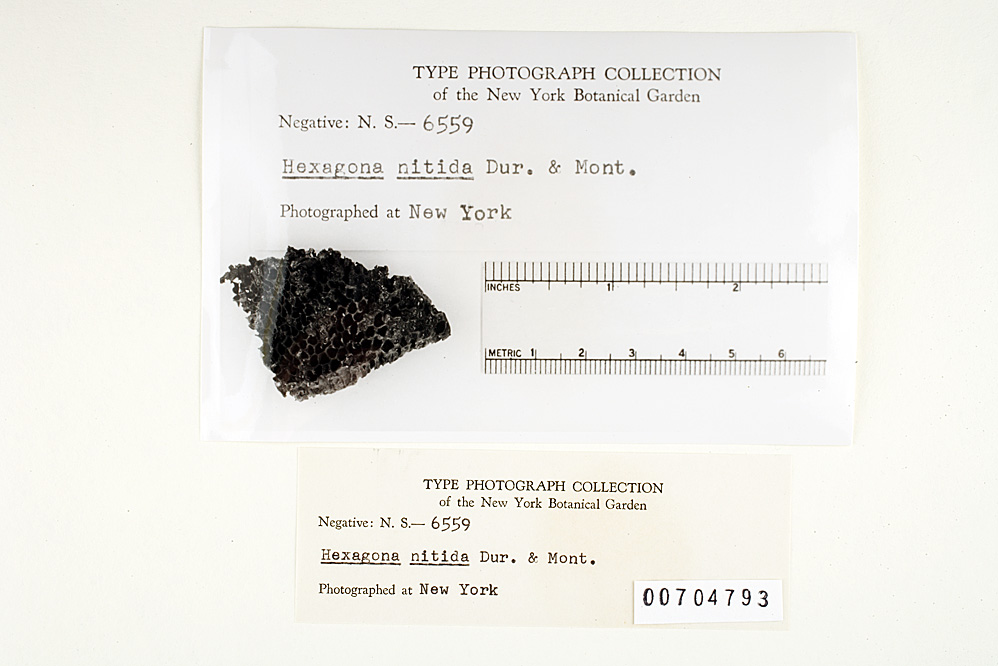 TYPE PHOTOGRAPH COLLECTION
of the New York Botanical Garden
Negative: N. S.— 6559
Hexagona nitida Dur. & Mont.
Photographed at New York
INCHES 1 2
METRIC 1 2 3 4 5 6
TYPE PHOTOGRAPH COLLECTION
of the New York Botanical Garden
Negative: N. S.— 6559
Hexagona nitida Dur. & Mont.
Photographed at New York
00704793